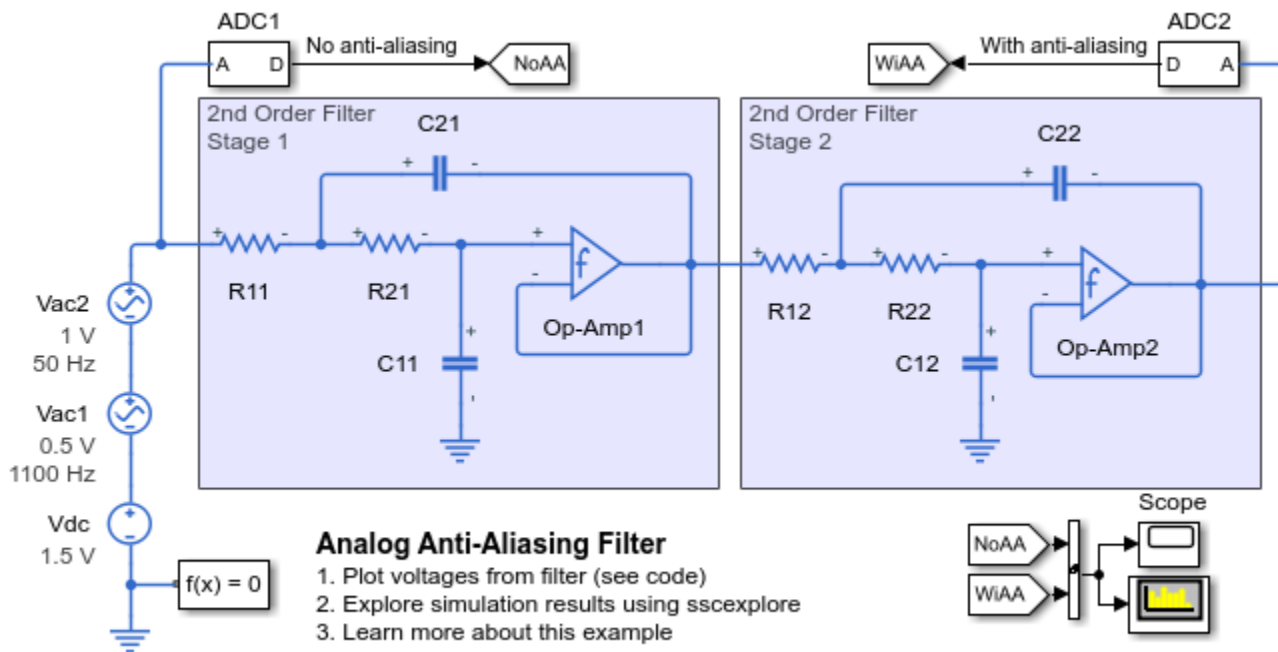 ADC1
ADC2
A D
No anti-aliasing
NoAA
WiAA
With anti-aliasing
D A
2nd Order Filter
Stage 1
C21
+ -
+ - + - + -
R11
R21
f
Op-Amp1
+
C11
-
2nd Order Filter
Stage 2
C22
+ -
+ - + - + -
R12
R22
f
Op-Amp2
+
C12
-
Vac2
1 V
50 Hz
+
Vac1
0.5 V
1100 Hz
+
Vdc
1.5 V
+
-
f(x) = 0
Analog Anti-Aliasing Filter
1. Plot voltages from filter (see code)
2. Explore simulation results using sscexplore
3. Learn more about this example
Scope
NoAA
WiAA